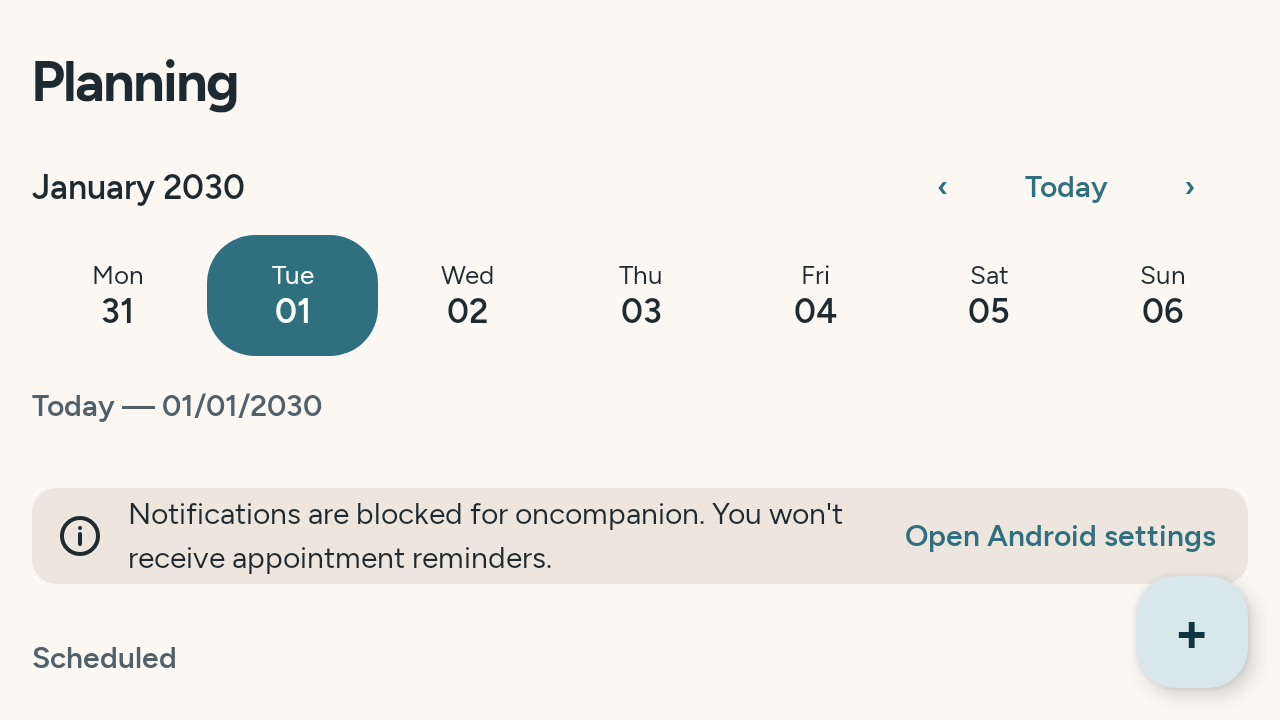 Planning
January 2030
‹ Today ›
Mon Tue Wed Thu Fri Sat Sun
31 01 02 03 04 05 06
Today — 01/01/2030
Notifications are blocked for oncompanion. You won't
receive appointment reminders.
Open Android settings
+
Scheduled